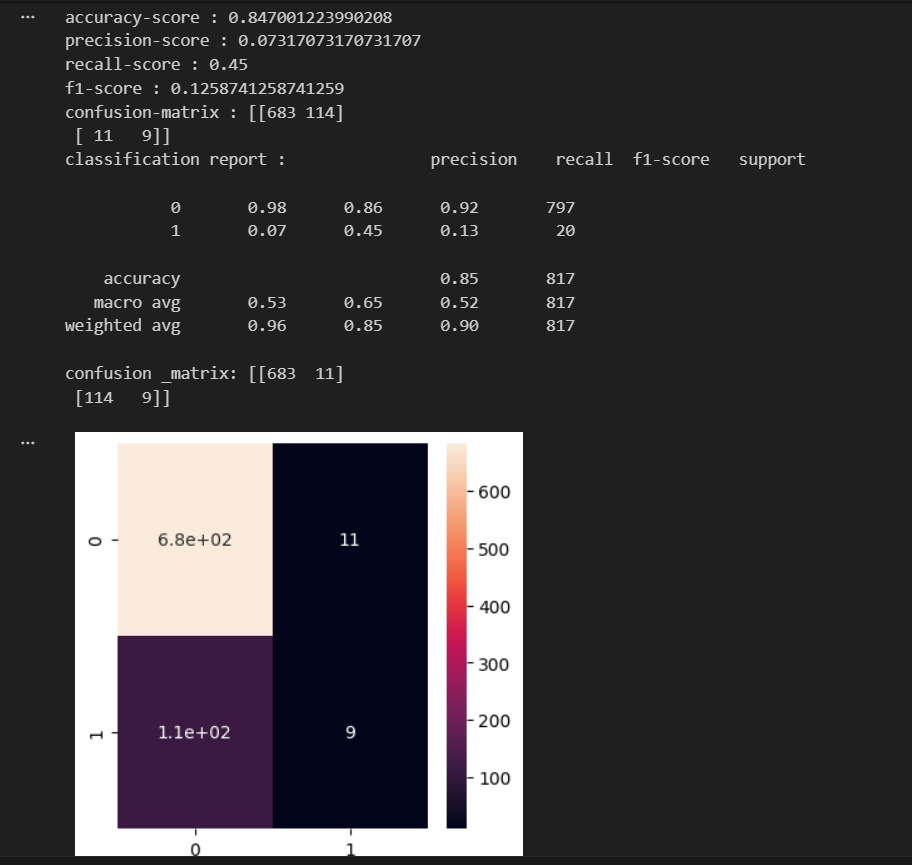 ...
accuracy-score : 0.847001223990208
precision-score : 0.07317073170731707
recall-score : 0.45
f1-score : 0.1258741258741259
confusion-matrix : [[683 114]
 [ 11   9]]
classification report :               precision    recall  f1-score   support

           0       0.98      0.86      0.92       797
           1       0.07      0.45      0.13        20

    accuracy                           0.85       817
   macro avg       0.53      0.65      0.52       817
weighted avg       0.96      0.85      0.90       817

confusion _matrix: [[683  11]
 [114   9]]
...
600
0 6.8e+02 11
500
400
300
200
1 1.1e+02 9
100
0 1